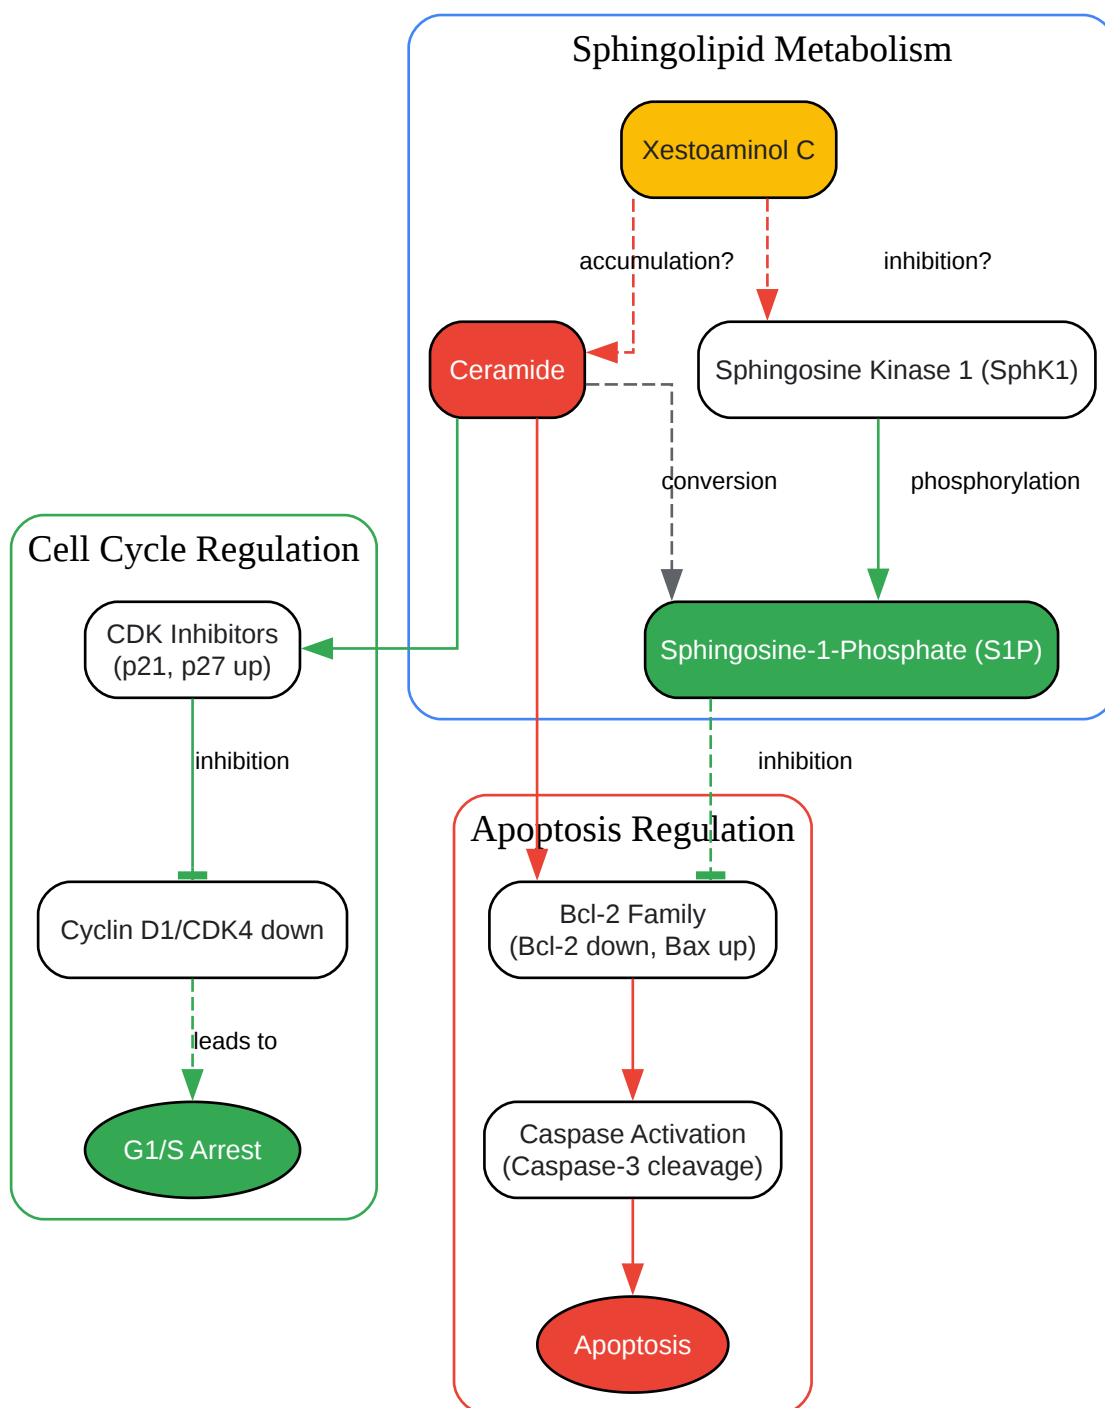 Sphingolipid Metabolism
Xestoaminol C
accumulation?
inhibition?
Ceramide
Sphingosine Kinase 1 (SphK1)
conversion
phosphorylation
Cell Cycle Regulation
CDK Inhibitors
(p21, p27 up)
Sphingosine-1-Phosphate (S1P)
inhibition
inhibition
Apoptosis Regulation
Cyclin D1/CDK4 down
Bcl-2 Family
(Bcl-2 down, Bax up)
leads to
G1/S Arrest
Caspase Activation
(Caspase-3 cleavage)
Apoptosis